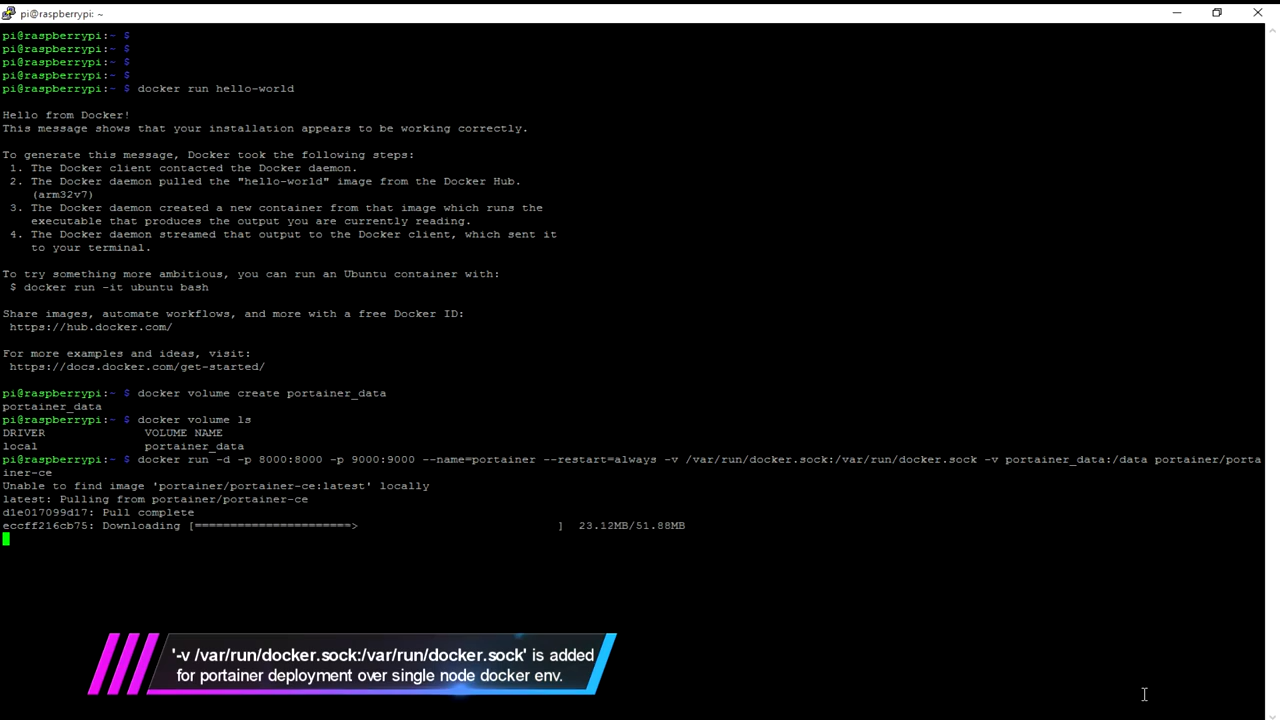 pi@raspberrypi: ~
pi@raspberrypi:~ $
pi@raspberrypi:~ $
pi@raspberrypi:~ $
pi@raspberrypi:~ $
pi@raspberrypi:~ $ docker run hello-world
Hello from Docker!
This message shows that your installation appears to be working correctly.
To generate this message, Docker took the following steps:
1. The Docker client contacted the Docker daemon.
2. The Docker daemon pulled the "hello-world" image from the Docker Hub.
(arm32v7)
3. The Docker daemon created a new container from that image which runs the
executable that produces the output you are currently reading.
4. The Docker daemon streamed that output to the Docker client, which sent it
to your terminal.
To try something more ambitious, you can run an Ubuntu container with:
$ docker run -it ubuntu bash
Share images, automate workflows, and more with a free Docker ID:
https://hub.docker.com/
For more examples and ideas, visit:
https://docs.docker.com/get-started/
pi@raspberrypi:~ $ docker volume create portainer_data
portainer_data
pi@raspberrypi:~ $ docker volume ls
DRIVER VOLUME NAME
local portainer_data
pi@raspberrypi:~ $ docker run -d -p 8000:8000 -p 9000:9000 --name=portainer --restart=always -v /var/run/docker.sock:/var/run/docker.sock -v portainer_data:/data portainer/porta
iner-ce
Unable to find image 'portainer/portainer-ce:latest' locally
latest: Pulling from portainer/portainer-ce
d1e017099d17: Pull complete
eccff216cb75: Downloading [======================> ] 23.12MB/51.88MB
'-v /var/run/docker.sock:/var/run/docker.sock' is added
for portainer deployment over single node docker env.